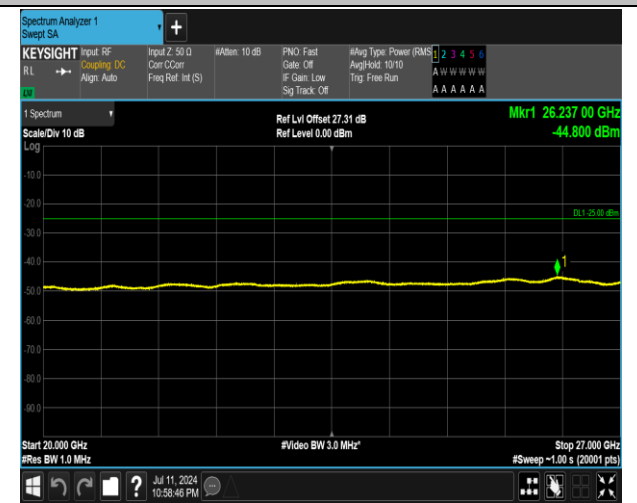 Spectrum Analyzer 1
Swept SA
+
KEYSIGHT Input: RF Input Z: 50 Ω #Atten: 10 dB PNO: Fast #Avg Type: Power (RMS 1 2 3 4 5 6
RL Coupling: DC Corr CCorr Gate: Off Avg|Hold: 10/10 A W W W W W
Align: Auto Freq Ref: Int (S) IF Gain: Low Trig: Free Run
Sig Track: Off A A A A A A
1 Spectrum Ref Lvl Offset 27.31 dB Mkr1 26.237 00 GHz
Scale/Div 10 dB Ref Level 0.00 dBm -44.800 dBm
Log
-10.0
-20.0
DL1 -25.00 dBm
-30.0
-40.0
1
-50.0
-60.0
-70.0
-80.0
-90.0
Start 20.000 GHz #Video BW 3.0 MHz* Stop 27.000 GHz
#Res BW 1.0 MHz #Sweep ~1.00 s (20001 pts)
? Jul 11, 2024
10:58:46 PM